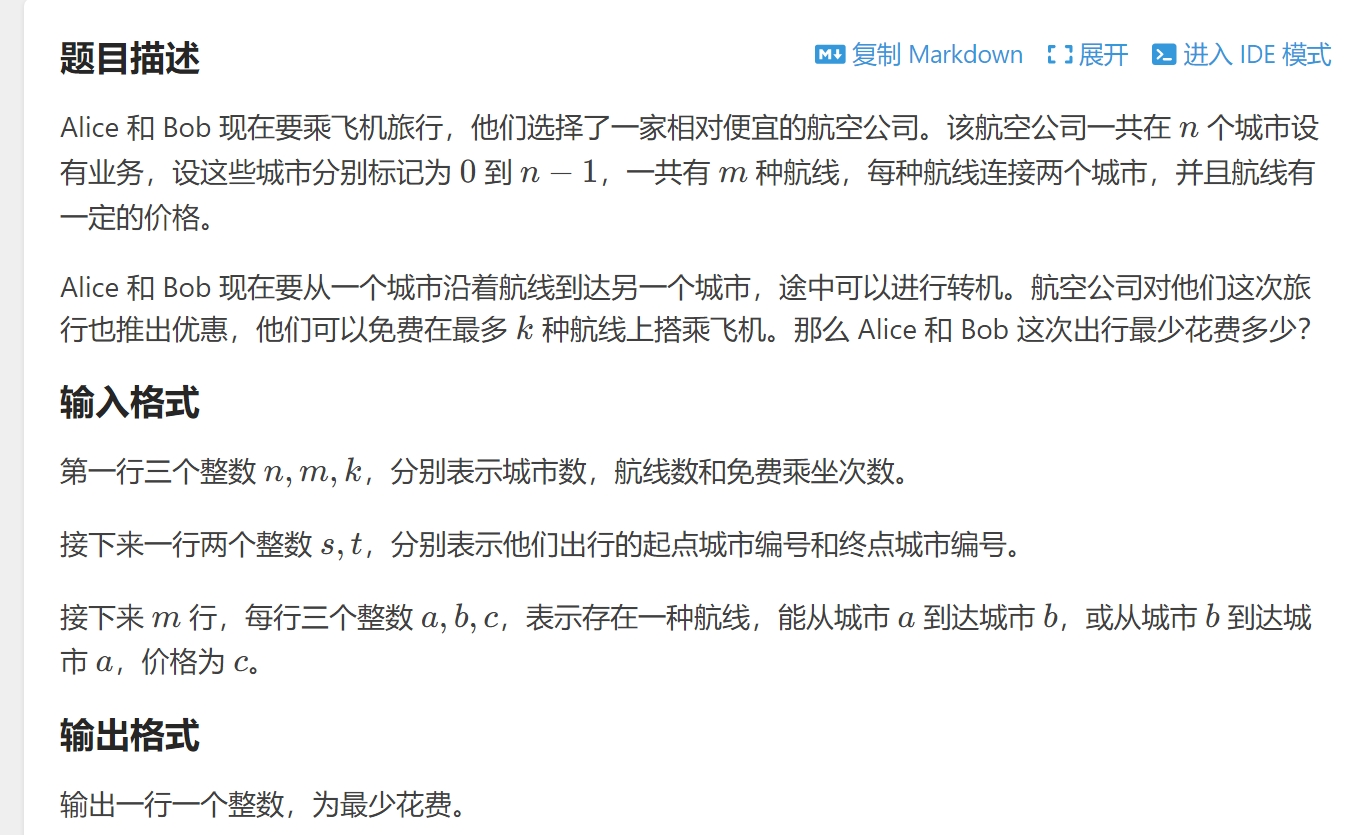 题目描述
复制 Markdown 展开 进入 IDE 模式
Alice 和 Bob 现在要乘飞机旅行，他们选择了一家相对便宜的航空公司。该航空公司一共在 n 个城市设
有业务，设这些城市分别标记为 0 到 n − 1，一共有 m 种航线，每种航线连接两个城市，并且航线有
一定的价格。
Alice 和 Bob 现在要从一个城市沿着航线到达另一个城市，途中可以进行转机。航空公司对他们这次旅
行也推出优惠，他们可以免费在最多 k 种航线上搭乘飞机。那么 Alice 和 Bob 这次出行最少花费多少？
输入格式
第一行三个整数 n, m, k，分别表示城市数，航线数和免费乘坐次数。
接下来一行两个整数 s, t，分别表示他们出行的起点城市编号和终点城市编号。
接下来 m 行，每行三个整数 a, b, c，表示存在一种航线，能从城市 a 到达城市 b，或从城市 b 到达城
市 a，价格为 c。
输出格式
输出一行一个整数，为最少花费。